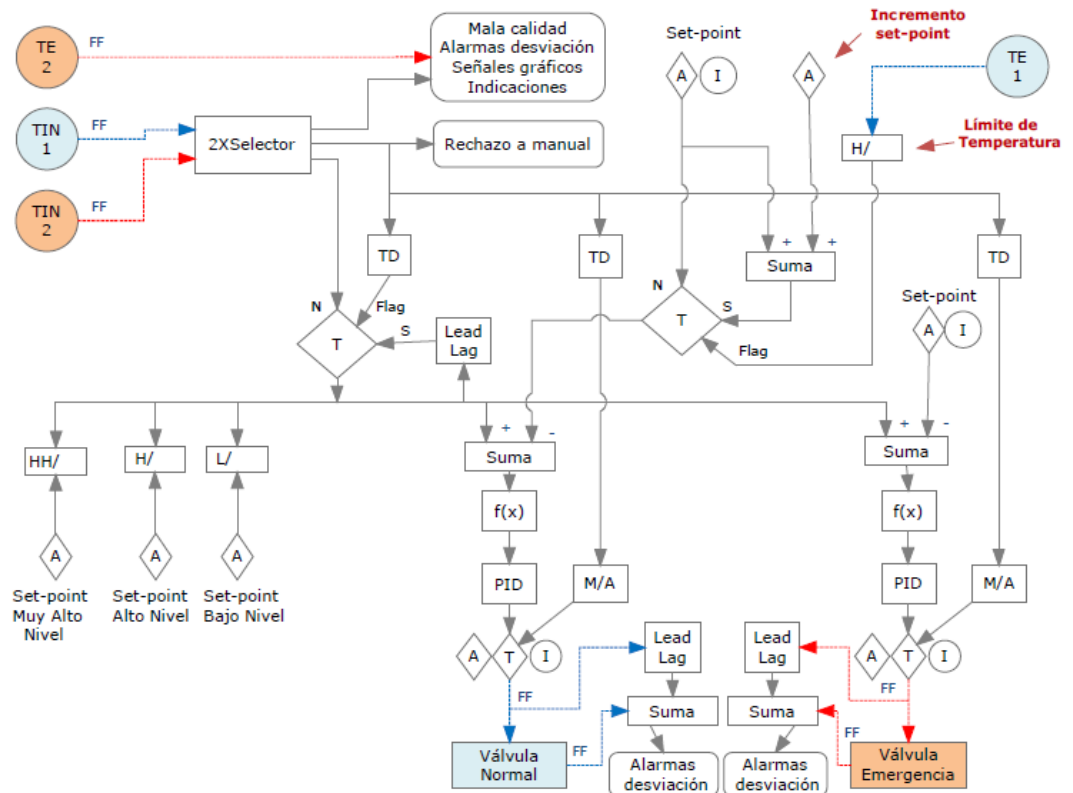 TE
2
FF
Mala calidad
Alarmas desviación
Señales gráficos
Indicaciones
Set-point
A
I
Incremento
set-point
A
TE
1
TIN
1
FF
2XSelector
Rechazo a manual
H/
Límite de
Temperatura
TIN
2
FF
TD
TD
+
+
Suma
TD
N
Flag
T
S
Lead
Lag
N
T
S
Flag
Set-point
A
I
HH/
H/
L/
+
-
Suma
+
-
Suma
f(x)
f(x)
A
A
A
Set-point
Muy Alto
Nivel
Set-point
Alto Nivel
Set-point
Bajo Nivel
PID
M/A
PID
M/A
A
T
I
Lead
Lag
Lead
Lag
A
T
I
FF
FF
Suma
Suma
Válvula
Normal
FF
FF
Válvula
Emergencia
Alarmas
desviación
Alarmas
desviación